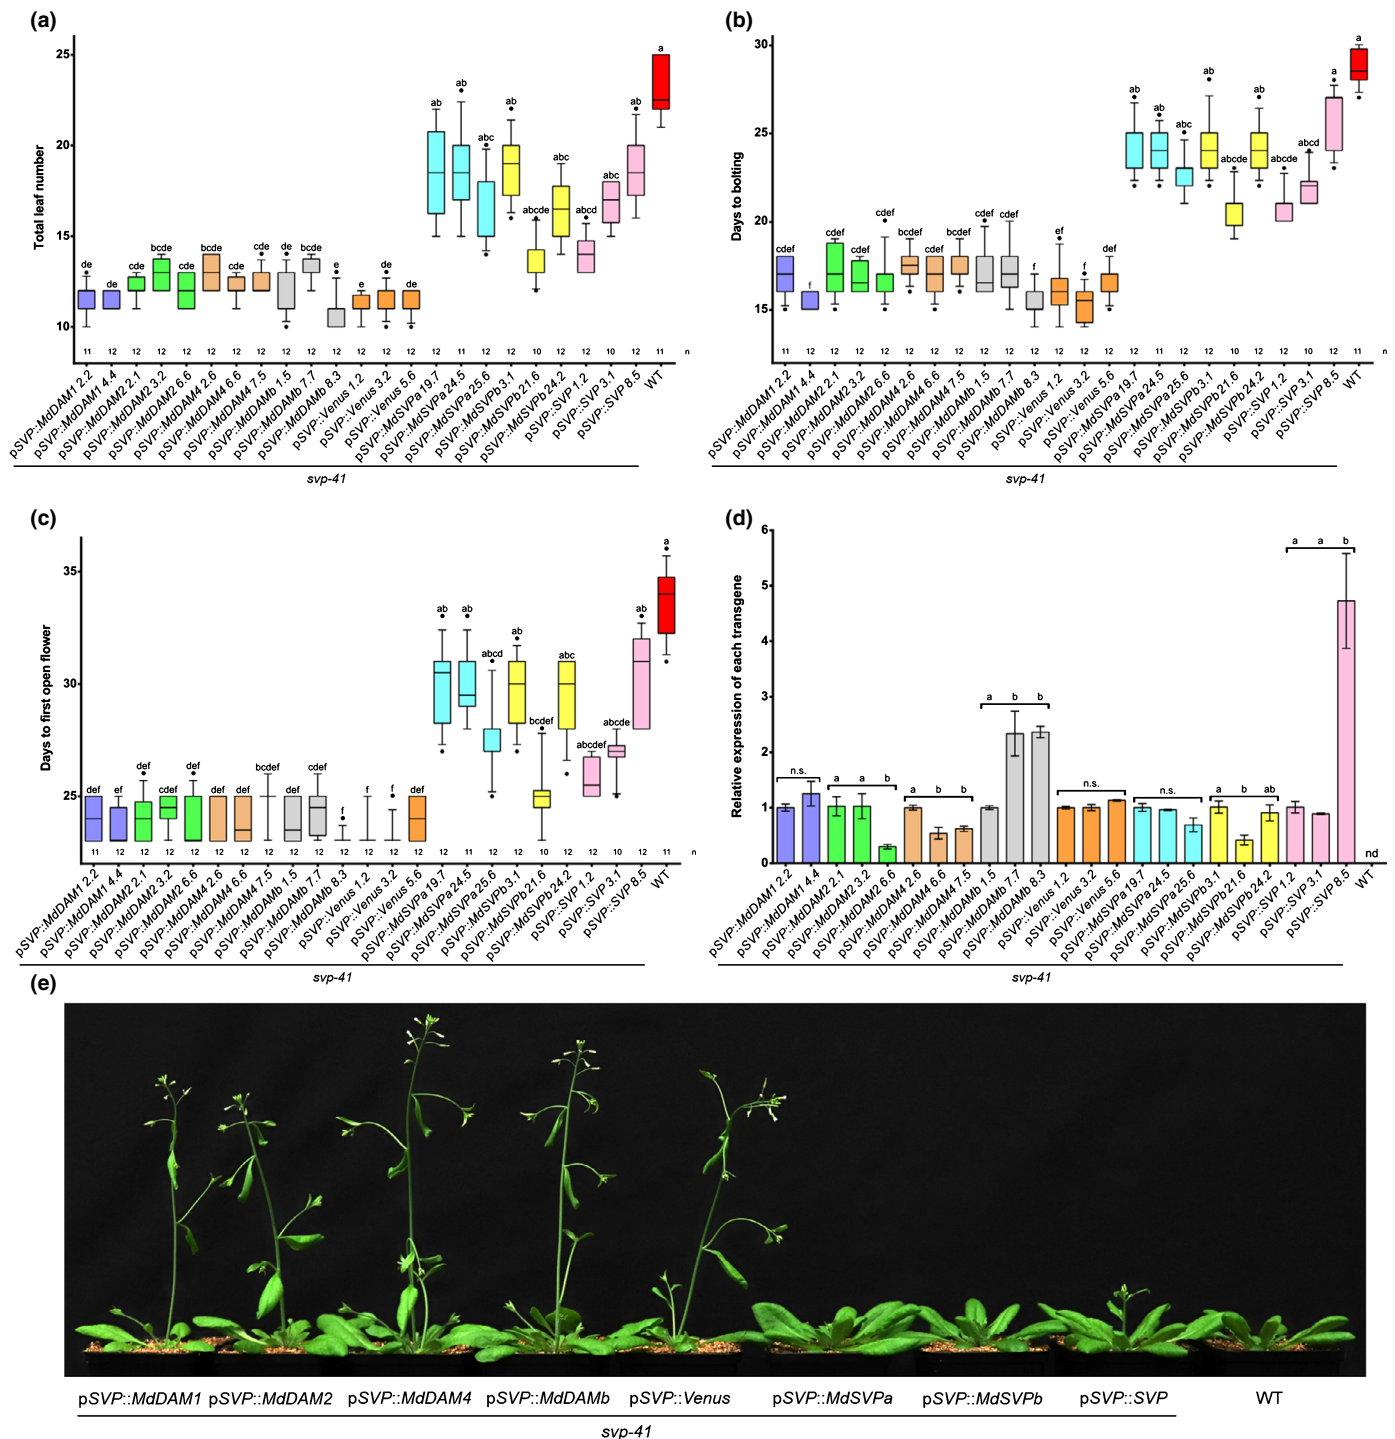 (a)
Total leaf number
25
20
15
10
de de cde bcde cde bcde cde cde de bcde e e de de ab ab abc ab abcde abc abcd abc ab a
11 12 12 12 12 12 12 12 12 12 12 12 12 12 12 11 12 12 10 12 12 10 12 11 n
pSVP::MdDAM1 2.2
pSVP::MdDAM1 4.4
pSVP::MdDAM2 2.1
pSVP::MdDAM2 3.2
pSVP::MdDAM2 6.6
pSVP::MdDAM4 2.6
pSVP::MdDAM4 6.6
pSVP::MdDAM4 7.5
pSVP::MdDAMb 1.5
pSVP::MdDAMb 7.7
pSVP::MdDAMb 8.3
pSVP::Venus 1.2
pSVP::Venus 3.2
pSVP::Venus 5.6
pSVP::MdSVPa 19.7
pSVP::MdSVPa 24.5
pSVP::MdSVPa 25.6
pSVP::MdSVPb3.1
pSVP::MdSVPb 21.6
pSVP::MdSVPb 24.2
pSVP::SVP 1.2
pSVP::SVP 3.1
pSVP::SVP 8.5
WT
svp-41
(b)
Days to bolting
30
25
20
15
cdef f cdef cdef cdef bcdef cdef bcdef cdef cdef f ef f def ab ab abc ab abcde ab abcde abcd a a
11 12 12 12 12 12 12 12 12 12 12 12 12 12 12 11 12 12 10 12 12 10 12 11 n
pSVP::MdDAM1 2.2
pSVP::MdDAM1 4.4
pSVP::MdDAM2 2.1
pSVP::MdDAM2 3.2
pSVP::MdDAM2 6.6
pSVP::MdDAM4 2.6
pSVP::MdDAM4 6.6
pSVP::MdDAM4 7.5
pSVP::MdDAMb 1.5
pSVP::MdDAMb 7.7
pSVP::MdDAMb 8.3
pSVP::Venus 1.2
pSVP::Venus 3.2
pSVP::Venus 5.6
pSVP::MdSVPa 19.7
pSVP::MdSVPa 24.5
pSVP::MdSVPa 25.6
pSVP::MdSVPb3.1
pSVP::MdSVPb 21.6
pSVP::MdSVPb 24.2
pSVP::SVP 1.2
pSVP::SVP 3.1
pSVP::SVP 8.5
WT
svp-41
(c)
Days to first open flower
35
30
25
def ef def cdef def def def bcdef def cdef f f f def ab ab abcd ab bcdef abc abcdef abcde ab a
11 12 12 12 12 12 12 12 12 12 12 12 12 12 12 11 12 12 10 12 12 10 12 11 n
pSVP::MdDAM1 2.2
pSVP::MdDAM1 4.4
pSVP::MdDAM2 2.1
pSVP::MdDAM2 3.2
pSVP::MdDAM2 6.6
pSVP::MdDAM4 2.6
pSVP::MdDAM4 6.6
pSVP::MdDAM4 7.5
pSVP::MdDAMb 1.5
pSVP::MdDAMb 7.7
pSVP::MdDAMb 8.3
pSVP::Venus 1.2
pSVP::Venus 3.2
pSVP::Venus 5.6
pSVP::MdSVPa 19.7
pSVP::MdSVPa 24.5
pSVP::MdSVPa 25.6
pSVP::MdSVPb3.1
pSVP::MdSVPb 21.6
pSVP::MdSVPb 24.2
pSVP::SVP 1.2
pSVP::SVP 3.1
pSVP::SVP 8.5
WT
svp-41
(d)
Relative expression of each transgene
6
5
4
3
2
1
0
n.s. a a b a b b a b b n.s. n.s. a b ab a a b nd
pSVP::MdDAM1 2.2
pSVP::MdDAM1 4.4
pSVP::MdDAM2 2.1
pSVP::MdDAM2 3.2
pSVP::MdDAM2 6.6
pSVP::MdDAM4 2.6
pSVP::MdDAM4 6.6
pSVP::MdDAM4 7.5
pSVP::MdDAMb 1.5
pSVP::MdDAMb 7.7
pSVP::MdDAMb 8.3
pSVP::Venus 1.2
pSVP::Venus 3.2
pSVP::Venus 5.6
pSVP::MdSVPa 19.7
pSVP::MdSVPa 24.5
pSVP::MdSVPa 25.6
pSVP::MdSVPb3.1
pSVP::MdSVPb 21.6
pSVP::MdSVPb 24.2
pSVP::SVP 1.2
pSVP::SVP 3.1
pSVP::SVP 8.5
WT
svp-41
(e)
pSVP::MdDAM1 pSVP::MdDAM2 pSVP::MdDAM4 pSVP::MdDAMb pSVP::Venus pSVP::MdSVPa pSVP::MdSVPb pSVP::SVP WT
svp-41